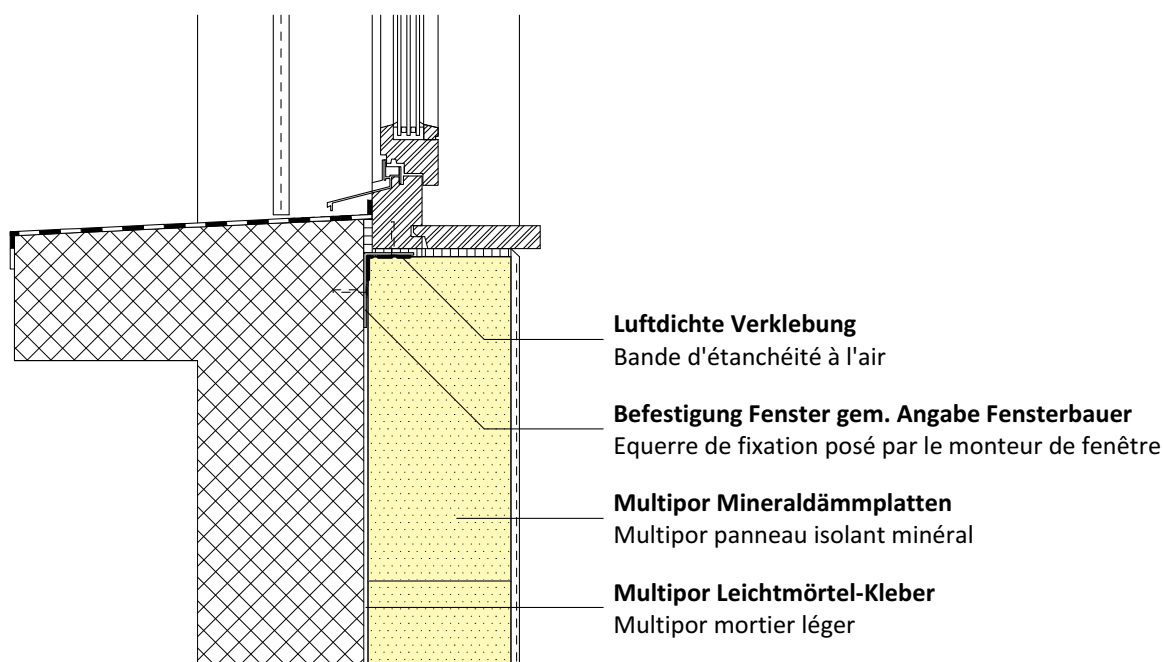 Luftdichte Verklebung
Bande d'étanchéité à l'air
Befestigung Fenster gem. Angabe Fensterbauer
Equerre de fixation posé par le monteur de fenêtre
Multipor Mineraldämmplatten
Multipor panneau isolant minéral
Multipor Leichtmörtel-Kleber
Multipor mortier léger